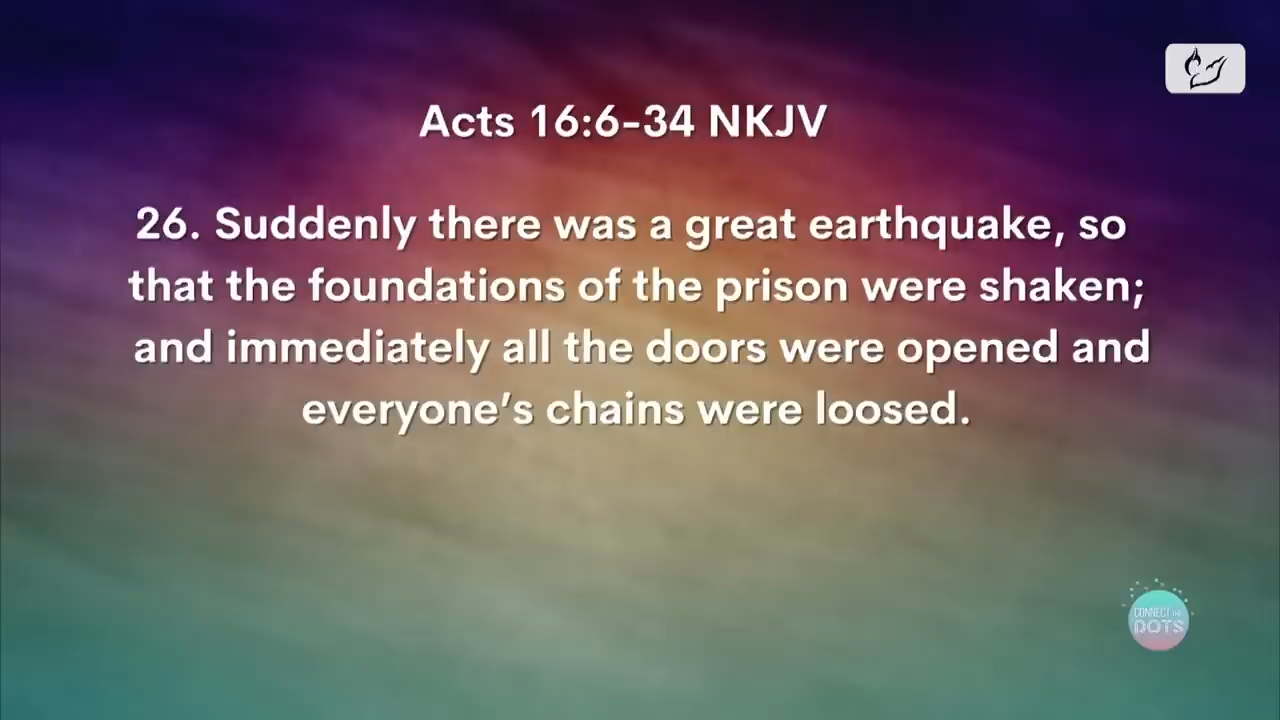 Acts 16:6-34 NKJV
26. Suddenly there was a great earthquake, so
that the foundations of the prison were shaken;
and immediately all the doors were opened and
everyone’s chains were loosed.
CONNECT THE
DOTS